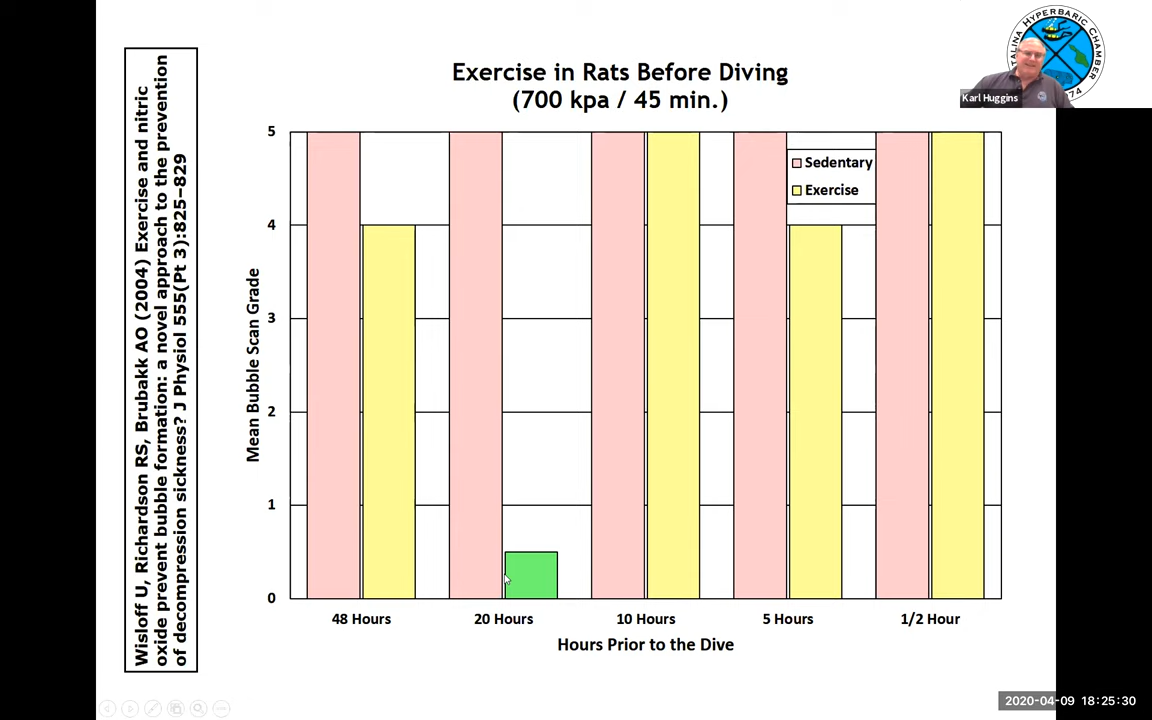 Exercise in Rats Before Diving
(700 kpa / 45 min.)
CATALINA HYPERBARIC CHAMBER
Karl Huggins
Wisloff U, Richardson RS, Brubakk AO (2004) Exercise and nitric
oxide prevent bubble formation: a novel approach to the prevention
of decompression sickness? J Physiol 555(Pt 3):825–829
Mean Bubble Scan Grade
5
4
3
2
1
0
Sedentary
Exercise
48 Hours
20 Hours
10 Hours
5 Hours
1/2 Hour
Hours Prior to the Dive
2020-04-09 18:25:30